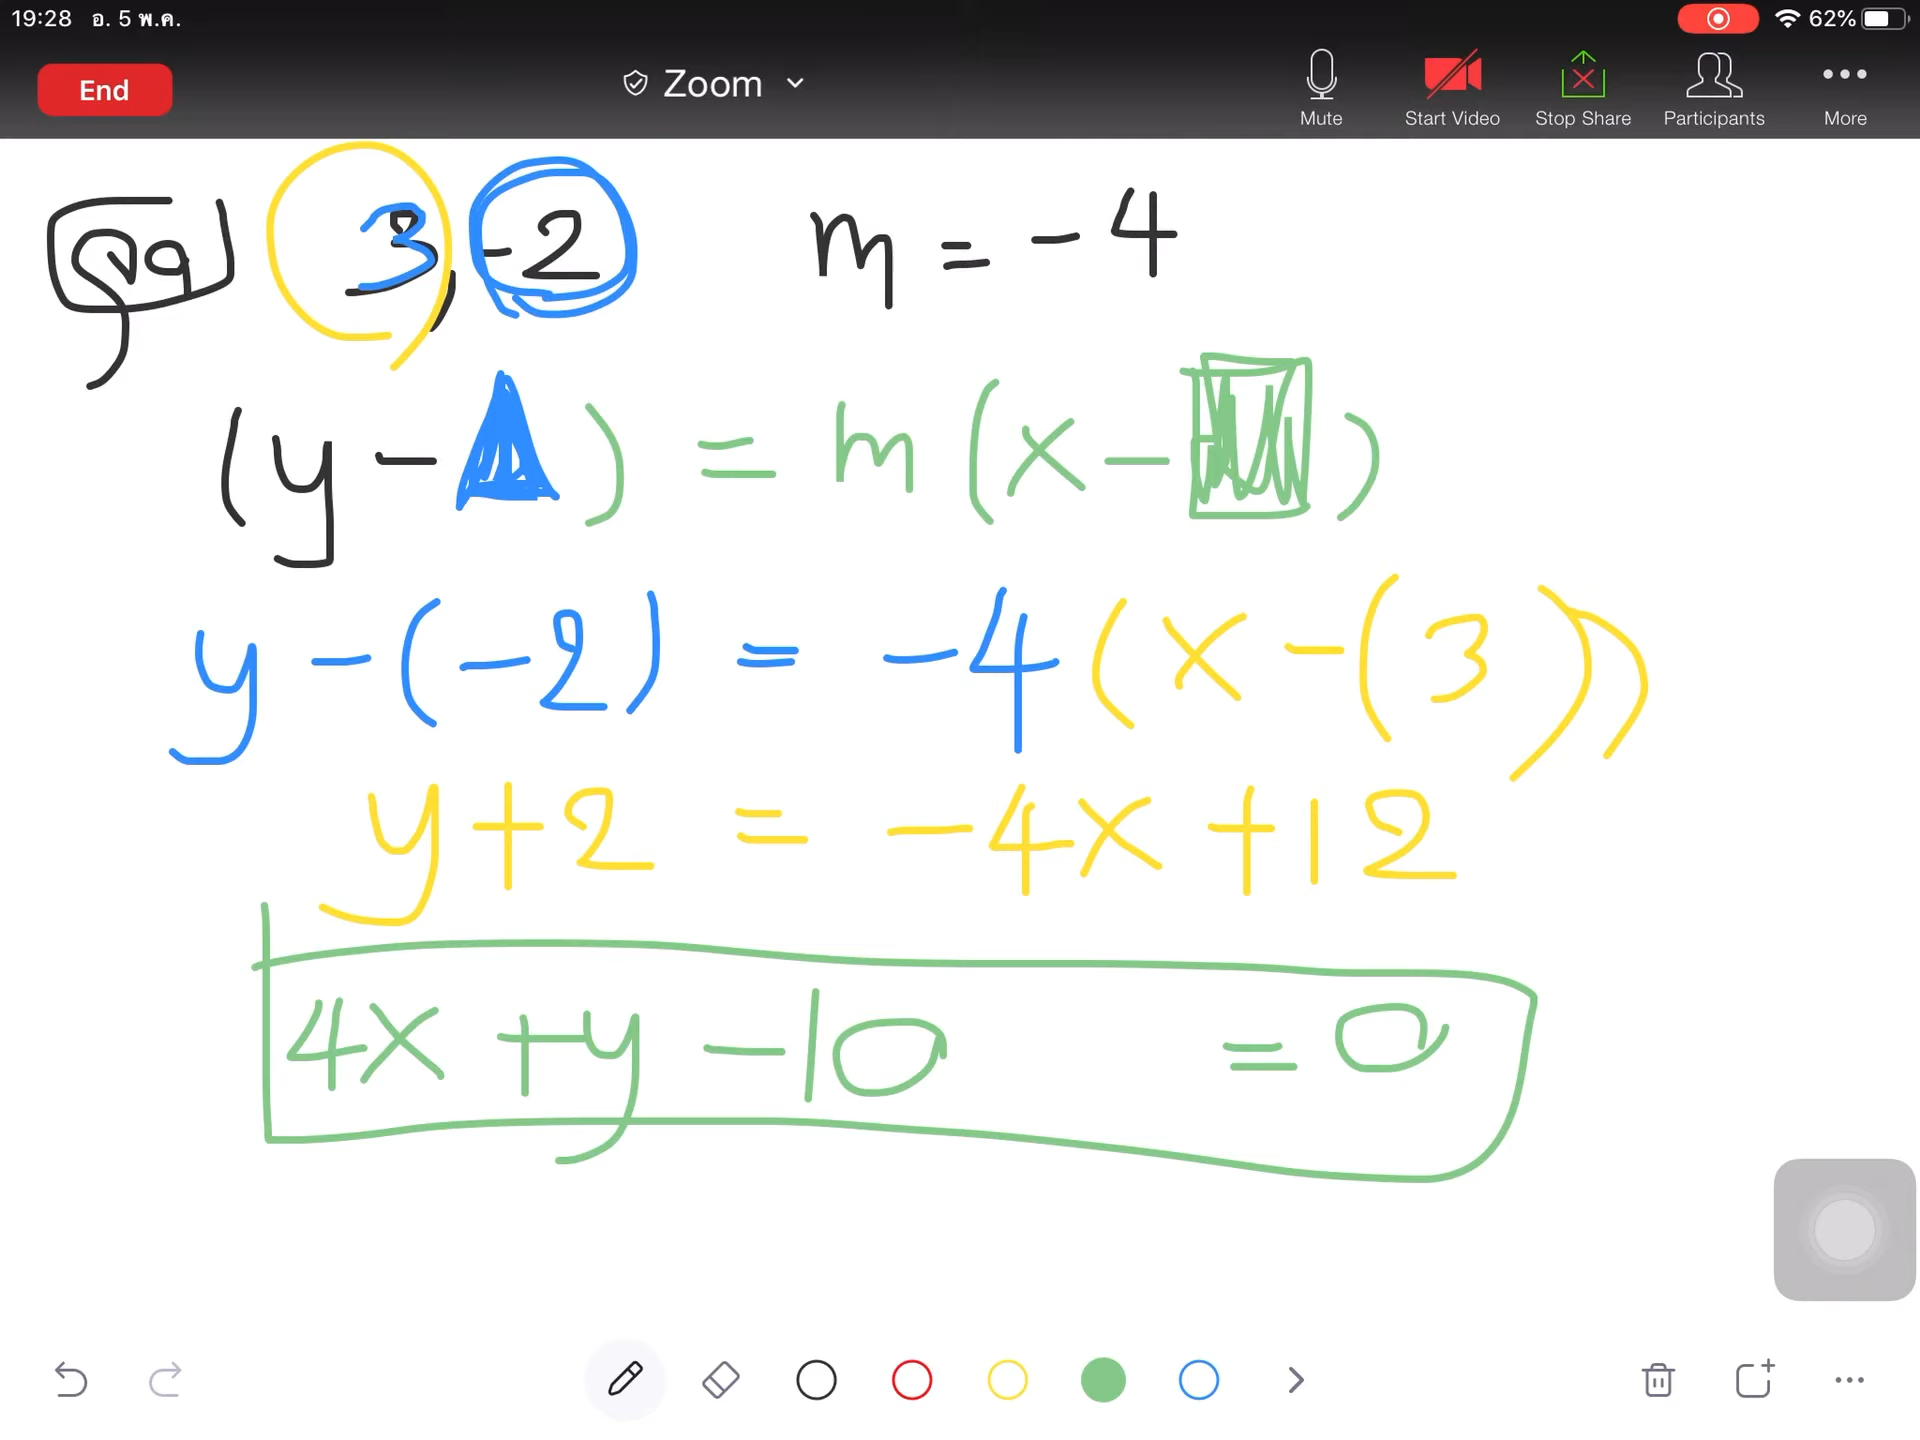 19:28 อ. 5 พ.ค. 62%
End Zoom Mute Start Video Stop Share Participants More
จุด 3, -2 m = -4
(y - ) = m (x - )
y - (-2) = -4 (x - (3))
y + 2 = -4x + 12
4x + y - 10 = 0